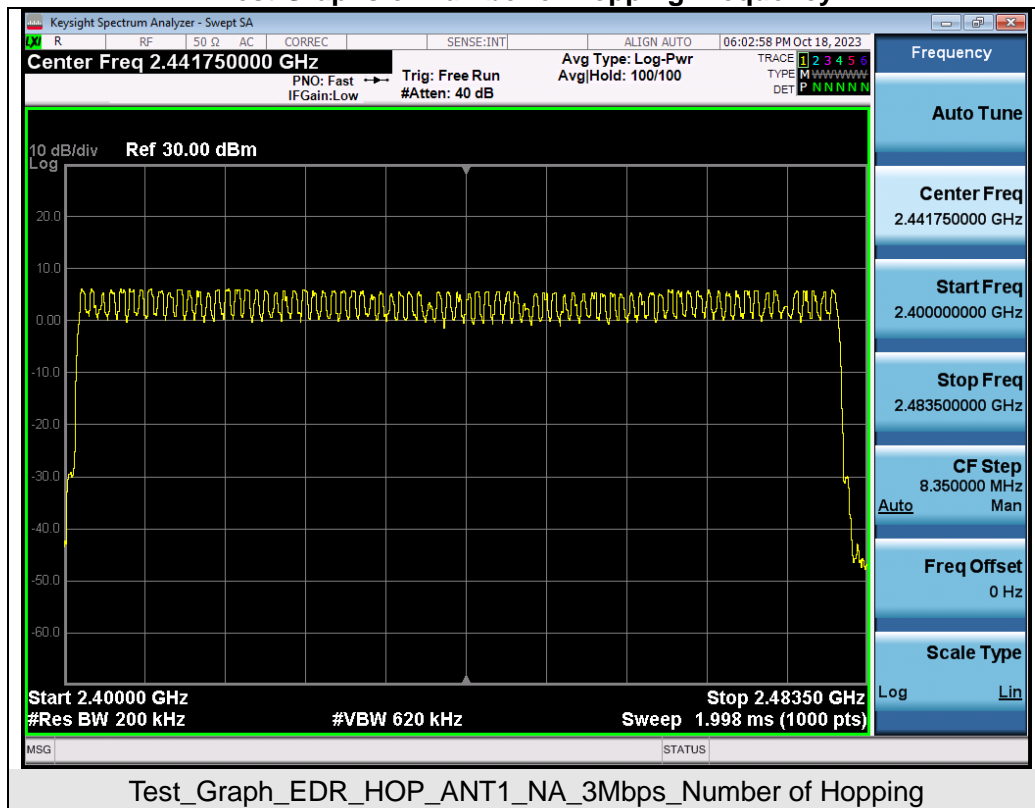 Keysight Spectrum Analyzer - Swept SA
LXI R RF 50 Ω AC CORREC SENSE:INT ALIGN AUTO 06:02:58 PM Oct 18, 2023
Center Freq 2.441750000 GHz
PNO: Fast
IFGain:Low
Trig: Free Run
#Atten: 40 dB
Avg Type: Log-Pwr
Avg|Hold: 100/100
TRACE 1 2 3 4 5 6
TYPE M WWWWW
DET P N N N N N
10 dB/div Ref 30.00 dBm
Log
20.0
10.0
0.00
-10.0
-20.0
-30.0
-40.0
-50.0
-60.0
Start 2.40000 GHz Stop 2.48350 GHz
#Res BW 200 kHz #VBW 620 kHz Sweep 1.998 ms (1000 pts)
MSG STATUS
Frequency
Auto Tune
Center Freq
2.441750000 GHz
Start Freq
2.400000000 GHz
Stop Freq
2.483500000 GHz
CF Step
8.350000 MHz
Auto Man
Freq Offset
0 Hz
Scale Type
Log Lin
Test_Graph_EDR_HOP_ANT1_NA_3Mbps_Number of Hopping